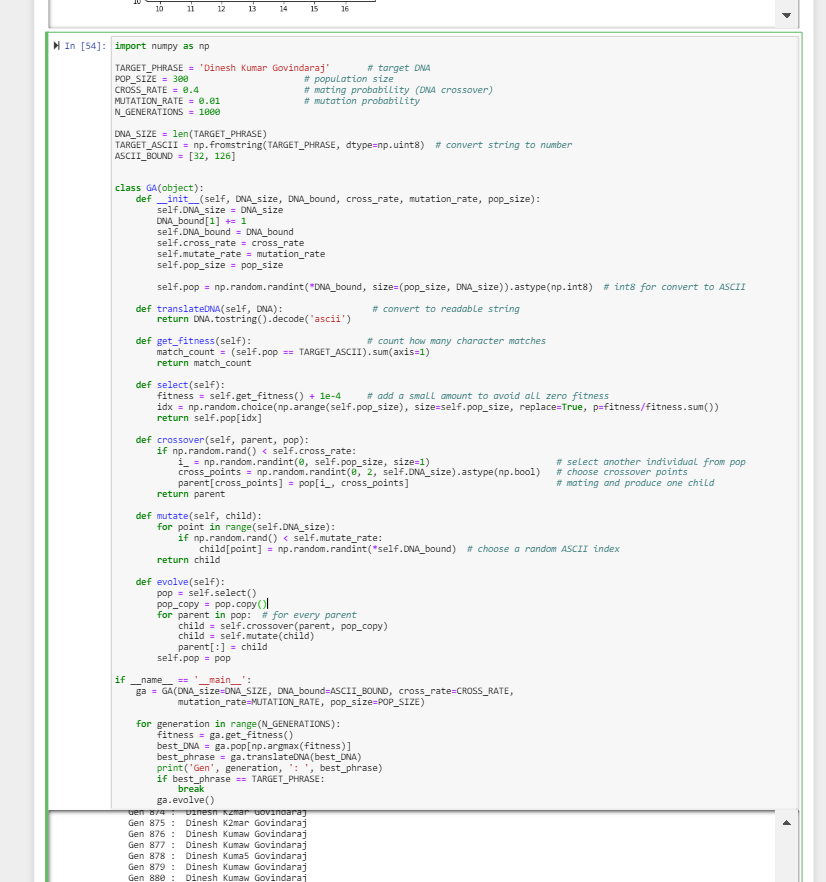 10 10 11 12 13 14 15 16
In [54]: import numpy as np
TARGET_PHRASE = 'Dinesh Kumar Govindaraj' # target DNA
POP_SIZE = 300 # population size
CROSS_RATE = 0.4 # mating probability (DNA crossover)
MUTATION_RATE = 0.01 # mutation probability
N_GENERATIONS = 1000
DNA_SIZE = len(TARGET_PHRASE)
TARGET_ASCII = np.fromstring(TARGET_PHRASE, dtype=np.uint8) # convert string to number
ASCII_BOUND = [32, 126]
class GA(object):
def __init__(self, DNA_size, DNA_bound, cross_rate, mutation_rate, pop_size):
self.DNA_size = DNA_size
DNA_bound[1] += 1
self.DNA_bound = DNA_bound
self.cross_rate = cross_rate
self.mutate_rate = mutation_rate
self.pop_size = pop_size
self.pop = np.random.randint(*DNA_bound, size=(pop_size, DNA_size)).astype(np.int8) # int8 for convert to ASCII
def translateDNA(self, DNA): # convert to readable string
return DNA.tostring().decode('ascii')
def get_fitness(self): # count how many character matches
match_count = (self.pop == TARGET_ASCII).sum(axis=1)
return match_count
def select(self):
fitness = self.get_fitness() + 1e-4 # add a small amount to avoid all zero fitness
idx = np.random.choice(np.arange(self.pop_size), size=self.pop_size, replace=True, p=fitness/fitness.sum())
return self.pop[idx]
def crossover(self, parent, pop):
if np.random.rand() < self.cross_rate:
i_ = np.random.randint(0, self.pop_size, size=1) # select another individual from pop
cross_points = np.random.randint(0, 2, self.DNA_size).astype(np.bool) # choose crossover points
parent[cross_points] = pop[i_, cross_points] # mating and produce one child
return parent
def mutate(self, child):
for point in range(self.DNA_size):
if np.random.rand() < self.mutate_rate:
child[point] = np.random.randint(*self.DNA_bound) # choose a random ASCII index
return child
def evolve(self):
pop = self.select()
pop_copy = pop.copy()
for parent in pop: # for every parent
child = self.crossover(parent, pop_copy)
child = self.mutate(child)
parent[:] = child
self.pop = pop
if __name__ == '__main__':
ga = GA(DNA_size=DNA_SIZE, DNA_bound=ASCII_BOUND, cross_rate=CROSS_RATE,
mutation_rate=MUTATION_RATE, pop_size=POP_SIZE)
for generation in range(N_GENERATIONS):
fitness = ga.get_fitness()
best_DNA = ga.pop[np.argmax(fitness)]
best_phrase = ga.translateDNA(best_DNA)
print('Gen', generation, ': ', best_phrase)
if best_phrase == TARGET_PHRASE:
break
ga.evolve()
Gen 874 : Dinesh K2mar Govindaraj
Gen 875 : Dinesh K2mar Govindaraj
Gen 876 : Dinesh Kumaw Govindaraj
Gen 877 : Dinesh Kumaw Govindaraj
Gen 878 : Dinesh Kuma5 Govindaraj
Gen 879 : Dinesh Kumaw Govindaraj
Gen 880 : Dinesh Kumaw Govindaraj